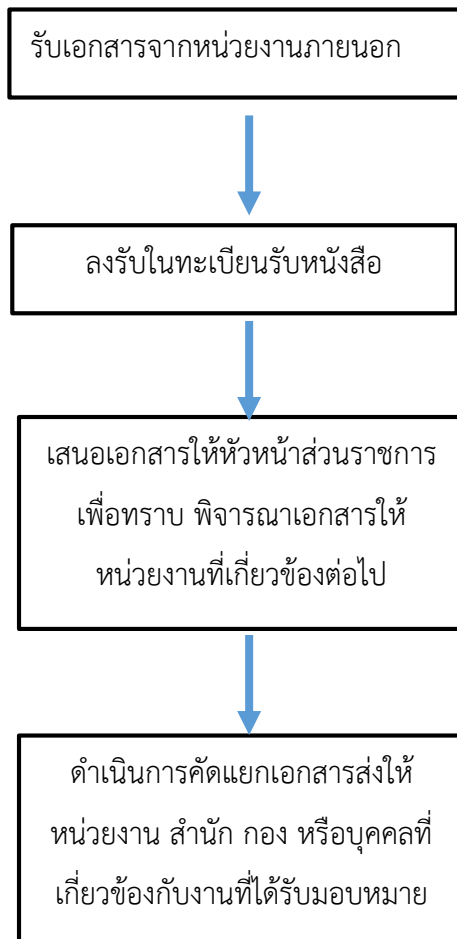 รับเอกสารจากหน่วยงานภายนอก
ลงรับในทะเบียนรับหนังสือ
เสนอเอกสารให้หัวหน้าส่วนราชการ
เพื่อทราบ พิจารณาเอกสารให้
หน่วยงานที่เกี่ยวข้องต่อไป
ดำเนินการคัดแยกเอกสารส่งให้
หน่วยงาน สำนัก กอง หรือบุคคลที่
เกี่ยวข้องกับงานที่ได้รับมอบหมาย